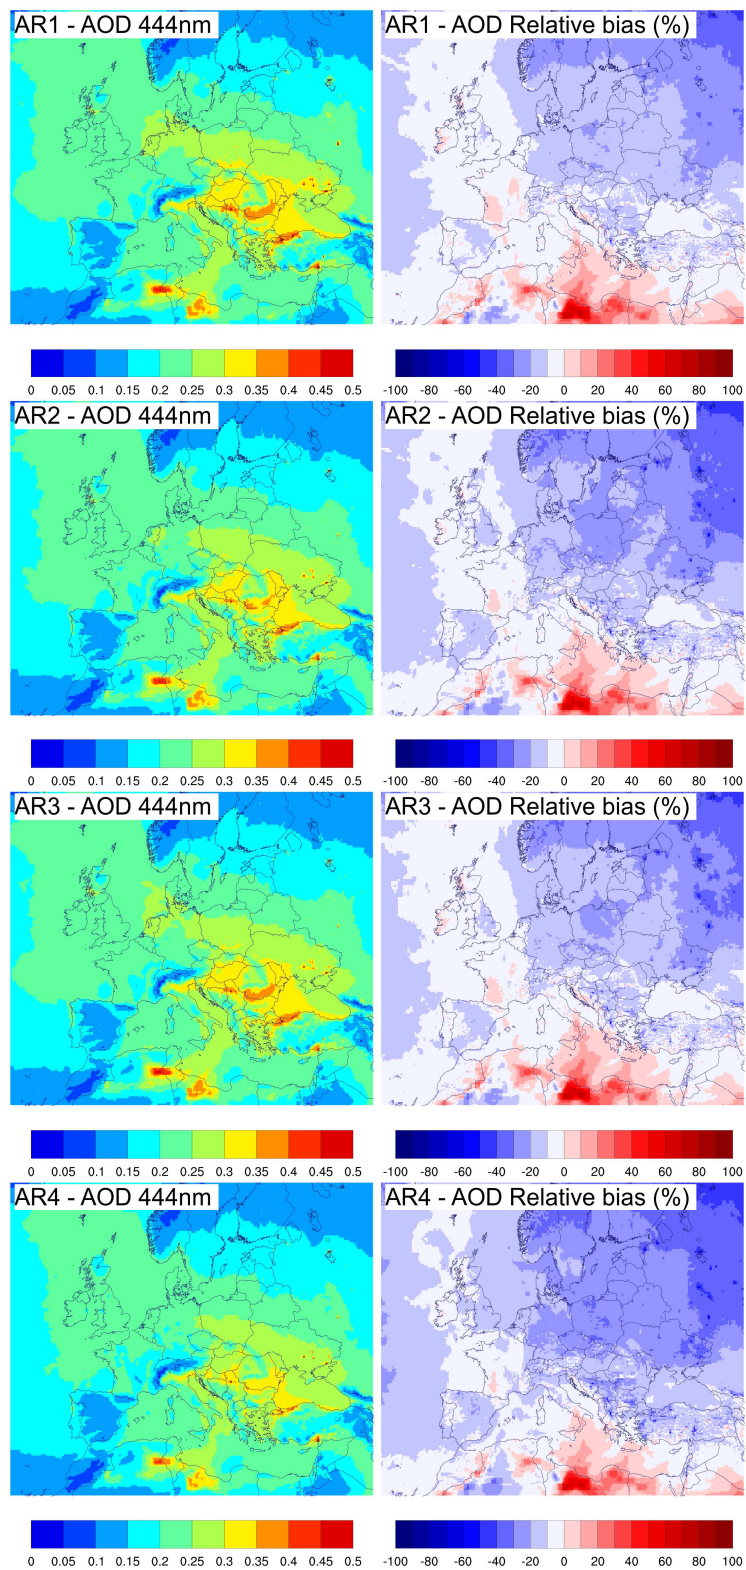 AR1 - AOD 444nm AR1 - AOD Relative bias (%)
0 0.05 0.1 0.15 0.2 0.25 0.3 0.35 0.4 0.45 0.5 -100 -80 -60 -40 -20 0 20 40 60 80 100
AR2 - AOD 444nm AR2 - AOD Relative bias (%)
0 0.05 0.1 0.15 0.2 0.25 0.3 0.35 0.4 0.45 0.5 -100 -80 -60 -40 -20 0 20 40 60 80 100
AR3 - AOD 444nm AR3 - AOD Relative bias (%)
0 0.05 0.1 0.15 0.2 0.25 0.3 0.35 0.4 0.45 0.5 -100 -80 -60 -40 -20 0 20 40 60 80 100
AR4 - AOD 444nm AR4 - AOD Relative bias (%)
0 0.05 0.1 0.15 0.2 0.25 0.3 0.35 0.4 0.45 0.5 -100 -80 -60 -40 -20 0 20 40 60 80 100